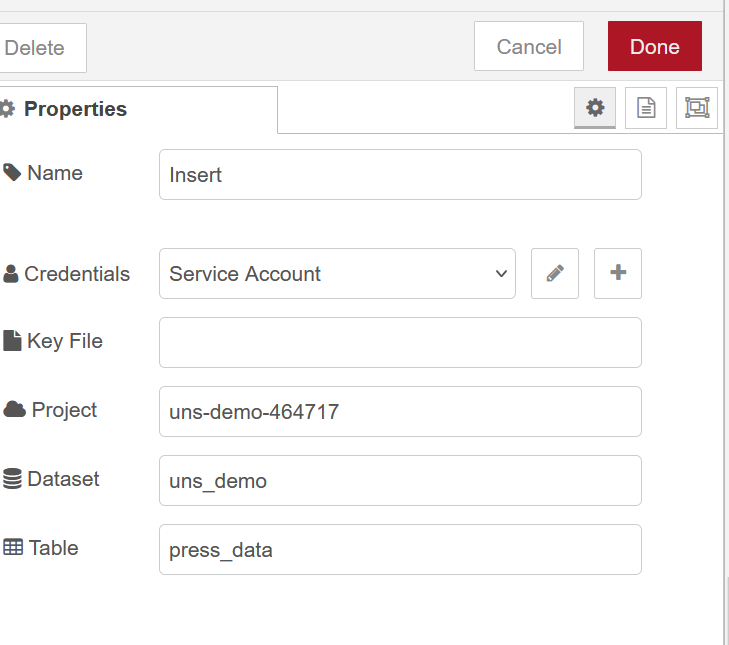 Delete
Cancel
Done
Properties
Name
Insert
Credentials
Service Account
Key File
Project
uns-demo-464717
Dataset
uns_demo
Table
press_data